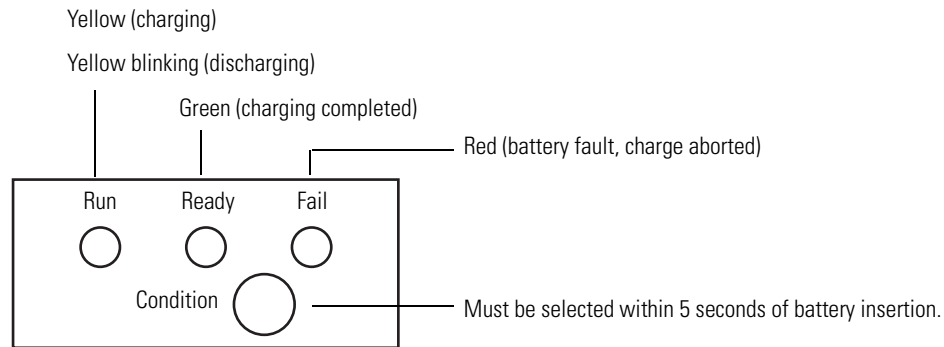 Yellow (charging)
Yellow blinking (discharging)
Green (charging completed)
Red (battery fault, charge aborted)
Run Ready Fail
Condition
Must be selected within 5 seconds of battery insertion.